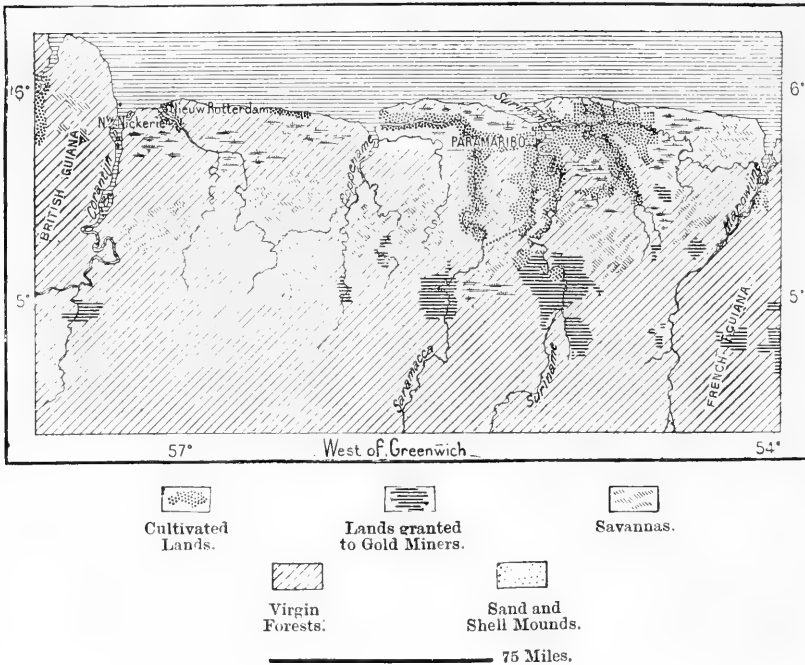 6°
6°
Nieuw Rotterdam
Nw. Nickerie
Suriname
PARAMARIBO
BRITISH GUIANA
Corantijn
Coppename
Marowine
5°
5°
Saramacca
Suriname
FRENCH GUIANA
57°
West of Greenwich
54°
Cultivated
Lands.
Lands granted
to Gold Miners.
Savannas.
Virgin
Forests.
Sand and
Shell Mounds.
75 Miles.